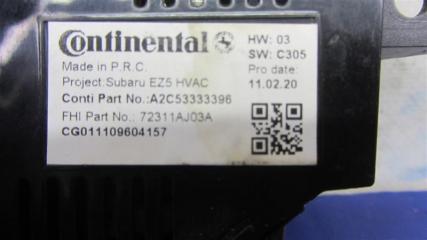 Continental
HW: 03
SW: C305
Made in P.R.C.
Pro date:
Project:Subaru EZ5 HVAC
11.02.20
Conti Part No.:A2C53333396
FHI Part No.: 72311AJ03A
CG011109604157